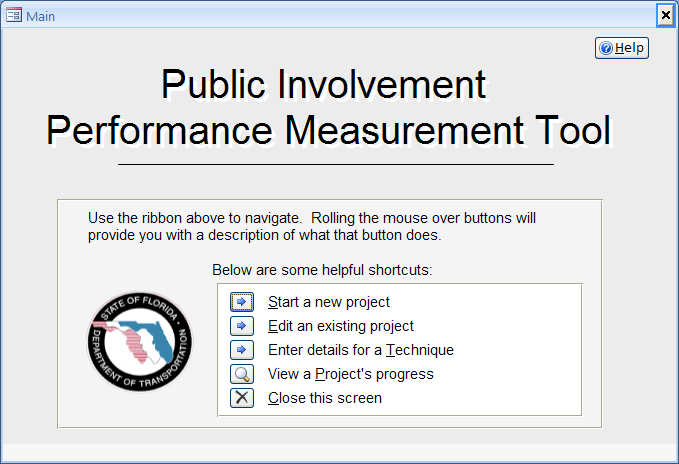 Main
Help
Public Involvement
Performance Measurement Tool
Use the ribbon above to navigate.  Rolling the mouse over buttons will
provide you with a description of what that button does.
Below are some helpful shortcuts:
STATE OF FLORIDA
DEPARTMENT OF TRANSPORTATION
Start a new project
Edit an existing project
Enter details for a Technique
View a Project's progress
Close this screen